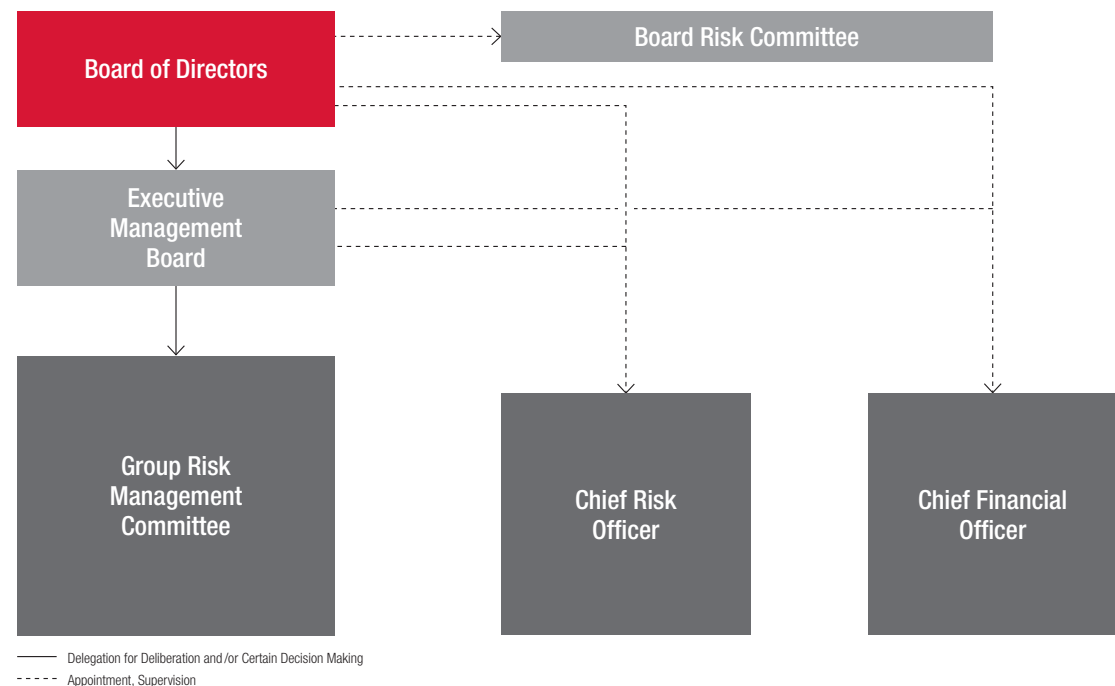 Board of Directors
Board Risk Committee
Executive
Management
Board
Group Risk
Management
Committee
Chief Risk
Officer
Chief Financial
Officer
Delegation for Deliberation and/or Certain Decision Making
Appointment, Supervision